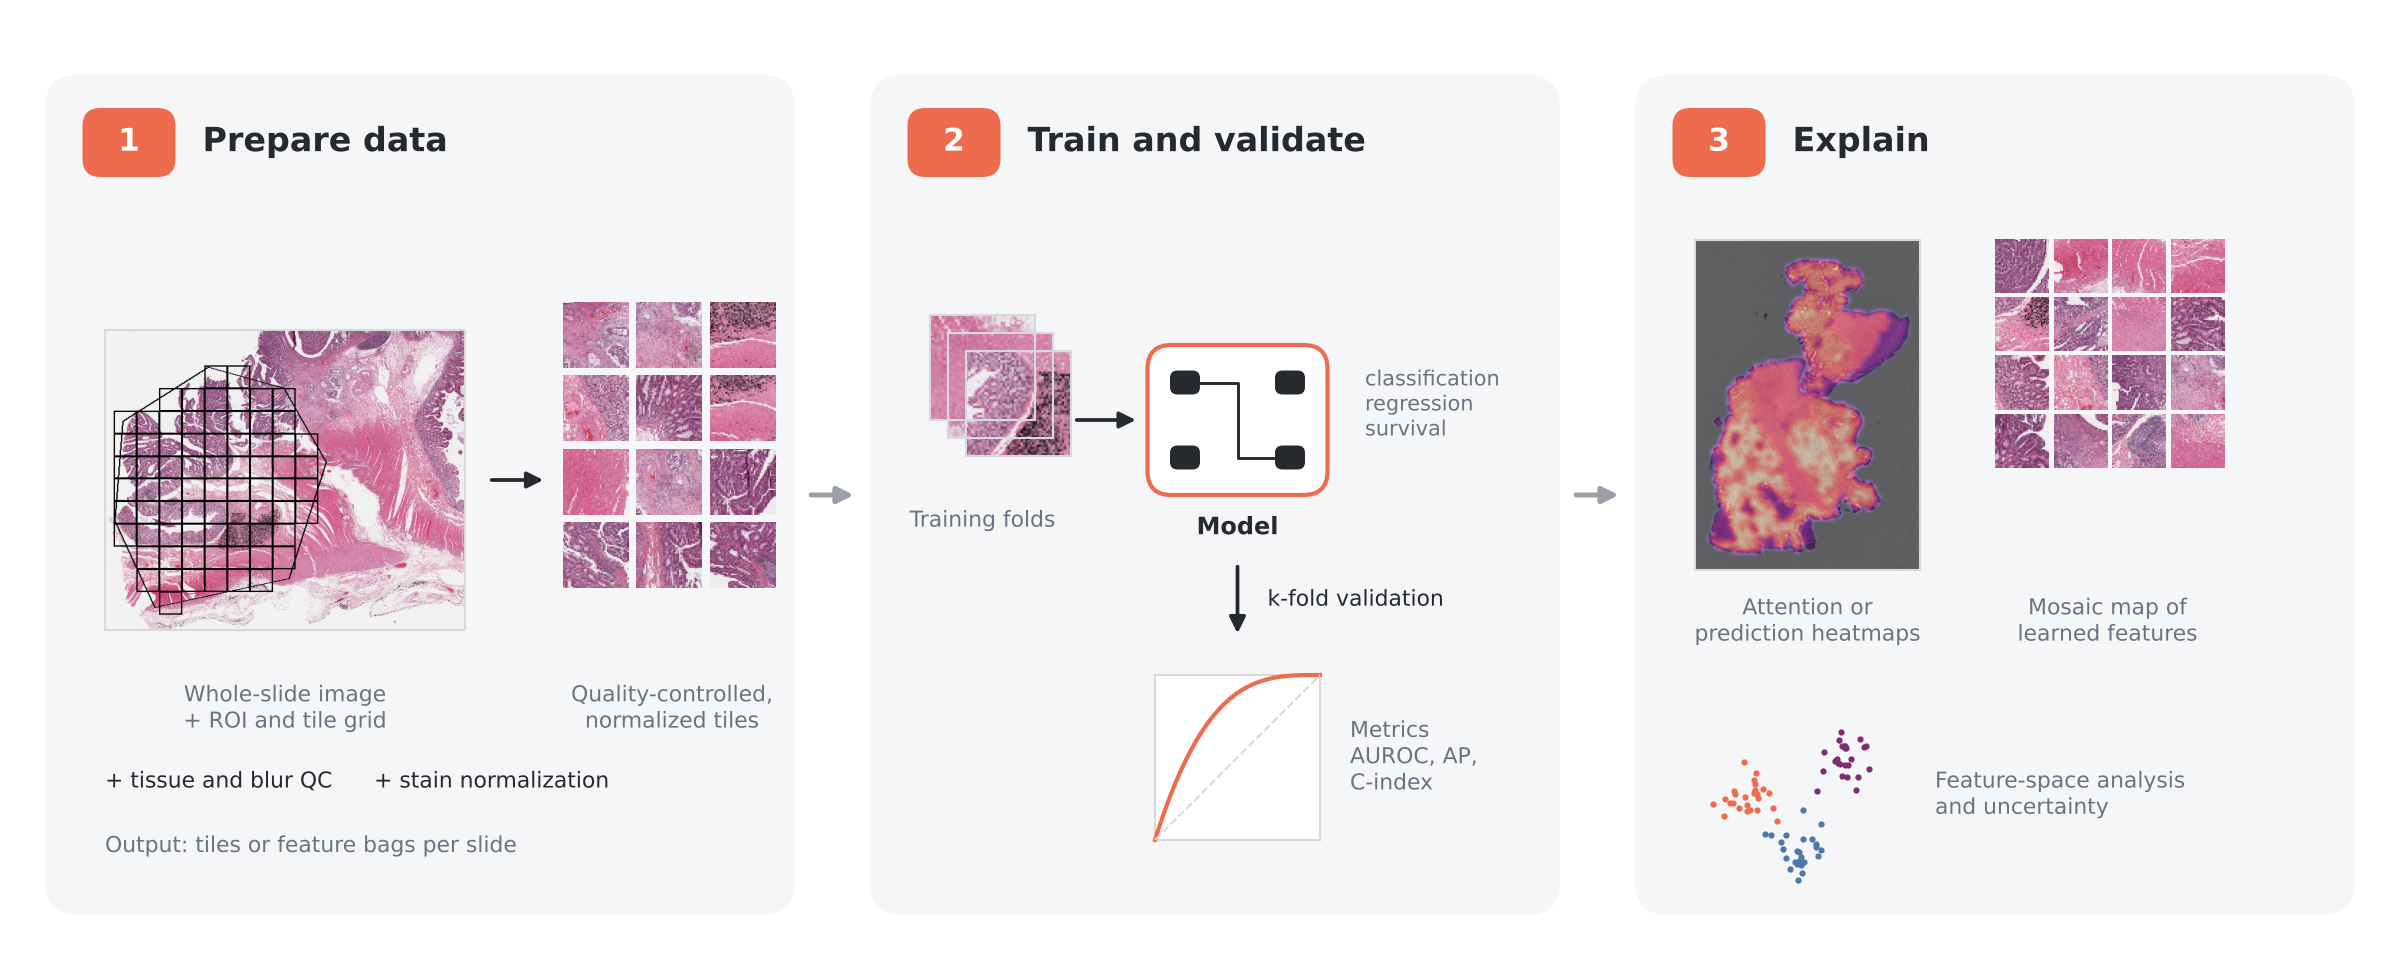 1 Prepare data
Whole-slide image
+ ROI and tile grid
Quality-controlled,
normalized tiles
+ tissue and blur QC + stain normalization
Output: tiles or feature bags per slide
2 Train and validate
Training folds
Model
classification
regression
survival
k-fold validation
Metrics
AUROC, AP,
C-index
3 Explain
Attention or
prediction heatmaps
Mosaic map of
learned features
Feature-space analysis
and uncertainty